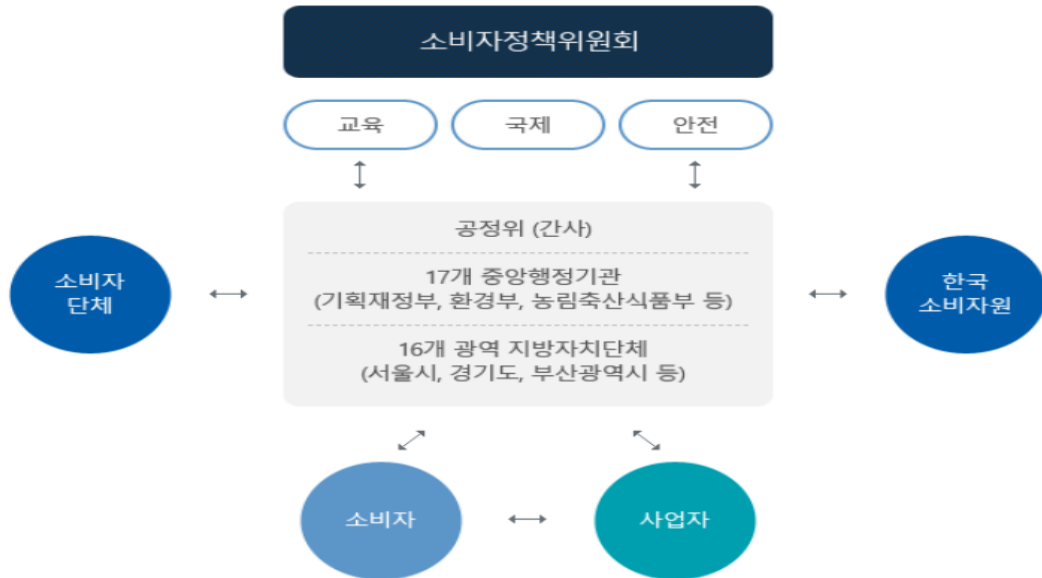 소비자정책위원회
교육
국제
안전
공정위 (간사)
17개 중앙행정기관
(기획재정부, 환경부, 농림축산식품부 등)
16개 광역 지방자치단체
(서울시, 경기도, 부산광역시 등)
소비자
단체
한국
소비자원
소비자
사업자